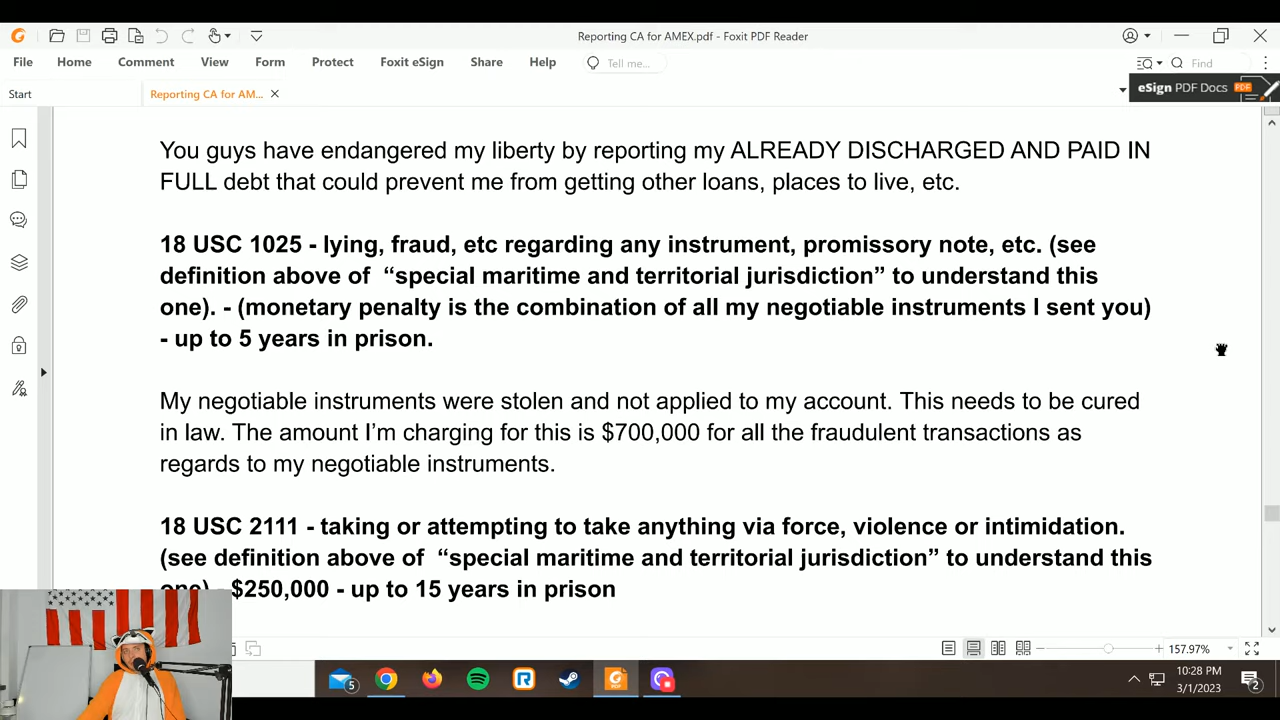 Reporting CA for AMEX.pdf - Foxit PDF Reader
File Home Comment View Form Protect Foxit eSign Share Help Tell me... Find
Start Reporting CA for AM... eSign PDF Docs PDF
You guys have endangered my liberty by reporting my ALREADY DISCHARGED AND PAID IN
FULL debt that could prevent me from getting other loans, places to live, etc.
18 USC 1025 - lying, fraud, etc regarding any instrument, promissory note, etc. (see
definition above of “special maritime and territorial jurisdiction” to understand this
one). - (monetary penalty is the combination of all my negotiable instruments I sent you)
- up to 5 years in prison.
My negotiable instruments were stolen and not applied to my account. This needs to be cured
in law. The amount I’m charging for this is $700,000 for all the fraudulent transactions as
regards to my negotiable instruments.
18 USC 2111 - taking or attempting to take anything via force, violence or intimidation.
(see definition above of “special maritime and territorial jurisdiction” to understand this
one) - $250,000 - up to 15 years in prison
157.97%
5 R 10:28 PM
3/1/2023 2